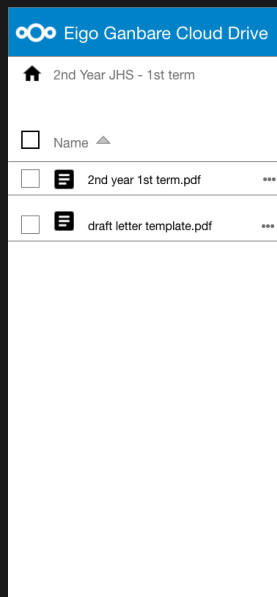 Eigo Ganbare Cloud Drive
2nd Year JHS - 1st term
Name
2nd year 1st term.pdf
draft letter template.pdf